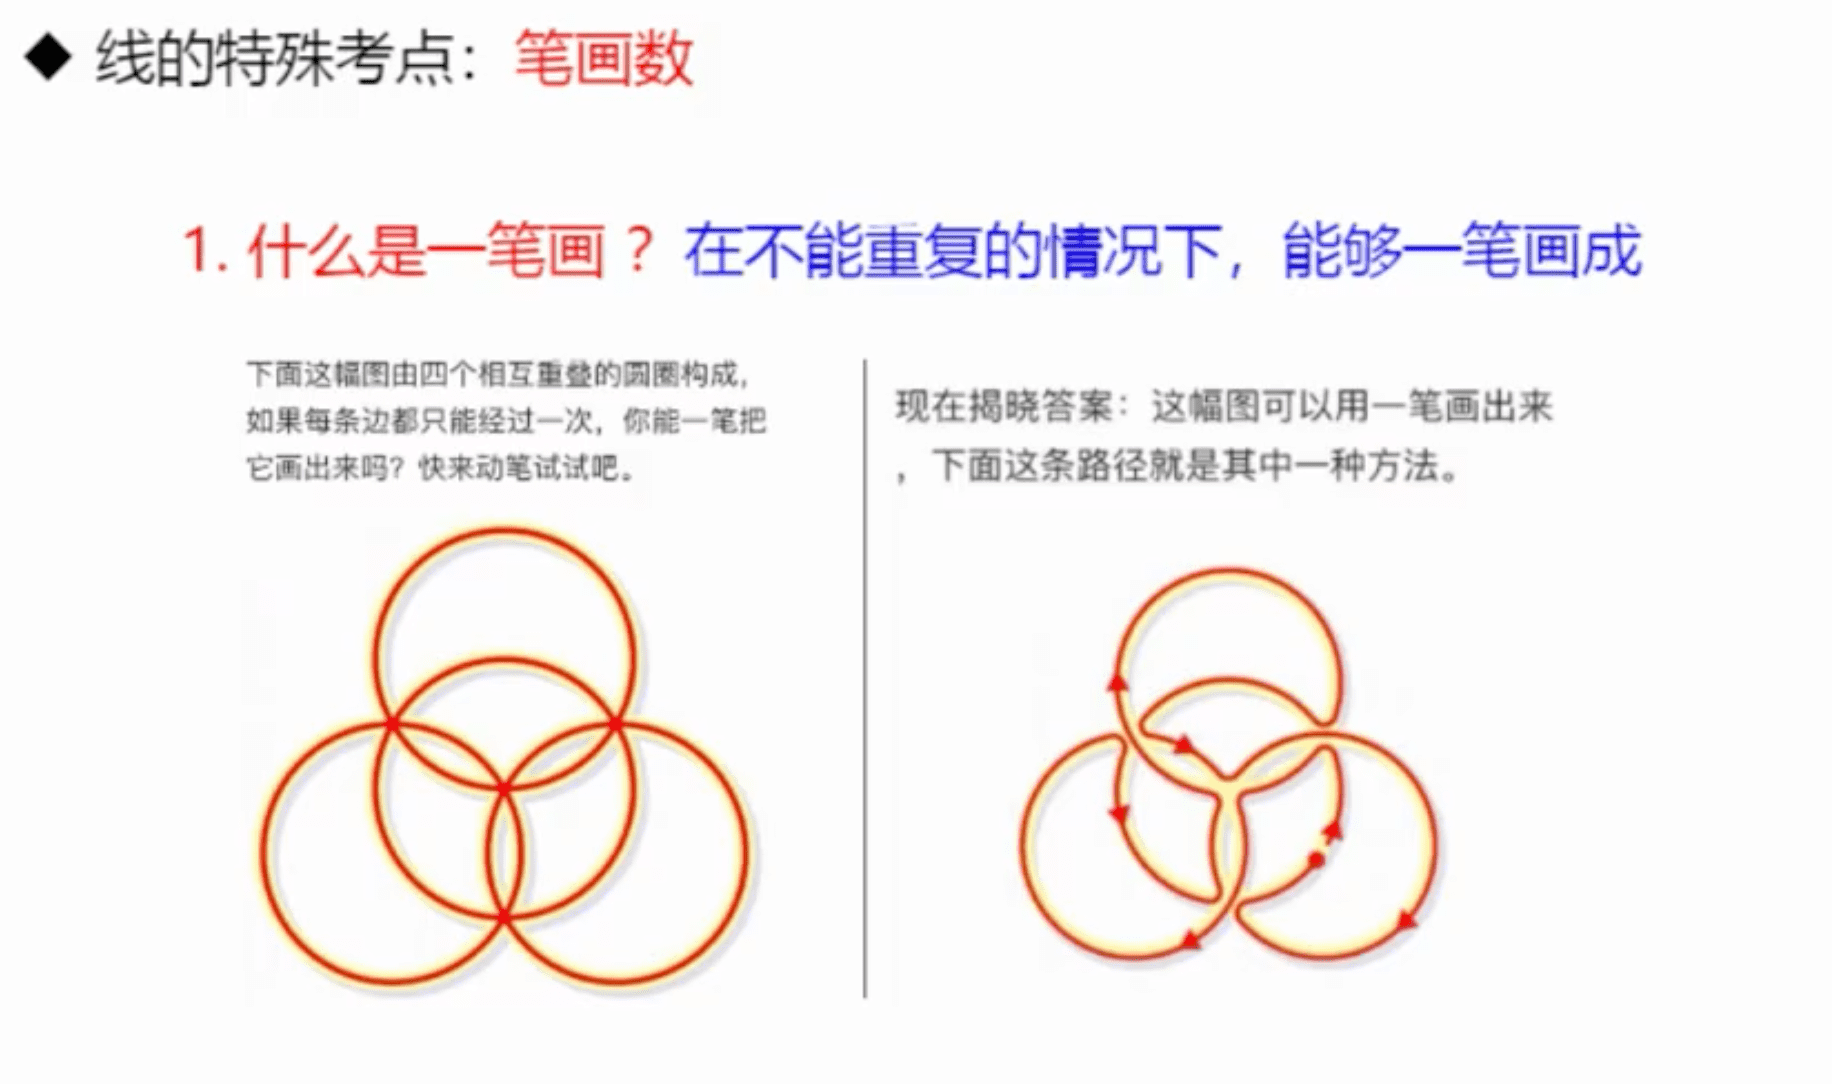 ◆ 线的特殊考点：笔画数
1. 什么是一笔画？在不能重复的情况下，能够一笔画成
下面这幅图由四个相互重叠的圆圈构成，
如果每条边都只能经过一次，你能一笔把
它画出来吗？快来动笔试试吧。
现在揭晓答案：这幅图可以用一笔画出来
，下面这条路径就是其中一种方法。